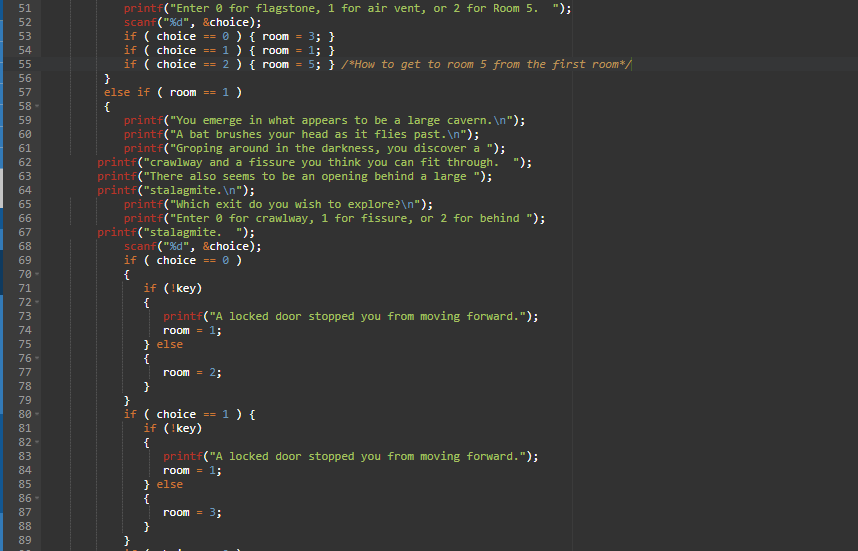 51 printf("Enter 0 for flagstone, 1 for air vent, or 2 for Room 5.  ");
52 scanf("%d", &choice);
53 if ( choice == 0 ) { room = 3; }
54 if ( choice == 1 ) { room = 1; }
55 if ( choice == 2 ) { room = 5; } /*How to get to room 5 from the first room*/
56 }
57 else if ( room == 1 )
58 {
59 printf("You emerge in what appears to be a large cavern.\n");
60 printf("A bat brushes your head as it flies past.\n");
61 printf("Groping around in the darkness, you discover a ");
62 printf("crawlway and a fissure you think you can fit through.  ");
63 printf("There also seems to be an opening behind a large ");
64 printf("stalagmite.\n");
65 printf("Which exit do you wish to explore?\n");
66 printf("Enter 0 for crawlway, 1 for fissure, or 2 for behind ");
67 printf("stalagmite.  ");
68 scanf("%d", &choice);
69 if ( choice == 0 )
70 {
71 if (!key)
72 {
73 printf("A locked door stopped you from moving forward.");
74 room = 1;
75 } else
76 {
77 room = 2;
78 }
79 }
80 if ( choice == 1 ) {
81 if (!key)
82 {
83 printf("A locked door stopped you from moving forward.");
84 room = 1;
85 } else
86 {
87 room = 3;
88 }
89 }